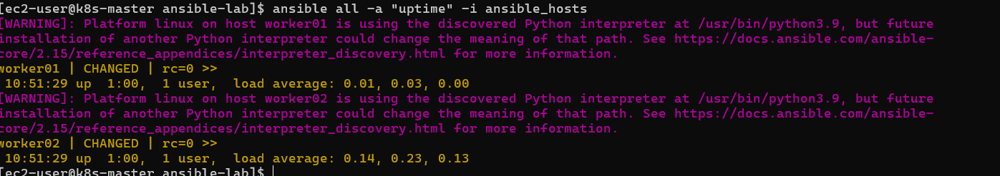 [ec2-user@k8s-master ansible-lab]$ ansible all -a "uptime" -i ansible_hosts
[WARNING]: Platform linux on host worker01 is using the discovered Python interpreter at /usr/bin/python3.9, but future
installation of another Python interpreter could change the meaning of that path. See https://docs.ansible.com/ansible-
core/2.15/reference_appendices/interpreter_discovery.html for more information.
worker01 | CHANGED | rc=0 >>
 10:51:29 up  1:00,  1 user,  load average: 0.01, 0.03, 0.00
[WARNING]: Platform linux on host worker02 is using the discovered Python interpreter at /usr/bin/python3.9, but future
installation of another Python interpreter could change the meaning of that path. See https://docs.ansible.com/ansible-
core/2.15/reference_appendices/interpreter_discovery.html for more information.
worker02 | CHANGED | rc=0 >>
 10:51:29 up  1:00,  1 user,  load average: 0.14, 0.23, 0.13
[ec2-user@k8s-master ansible-lab]$